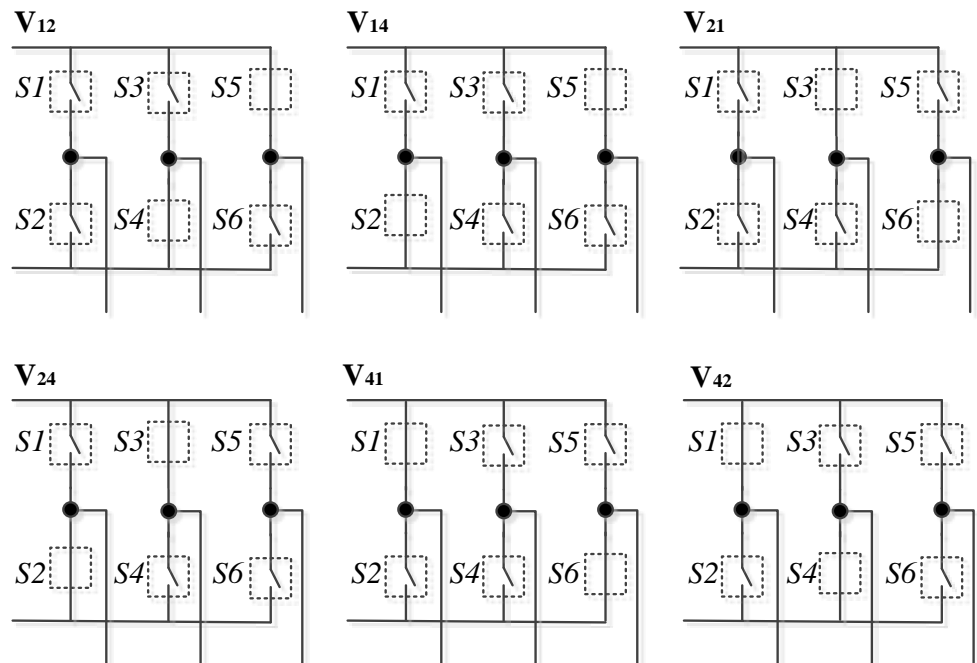 V12 V14 V21
S1 S3 S5 S1 S3 S5 S1 S3 S5
S2 S4 S6 S2 S4 S6 S2 S4 S6
V24 V41 V42
S1 S3 S5 S1 S3 S5 S1 S3 S5
S2 S4 S6 S2 S4 S6 S2 S4 S6